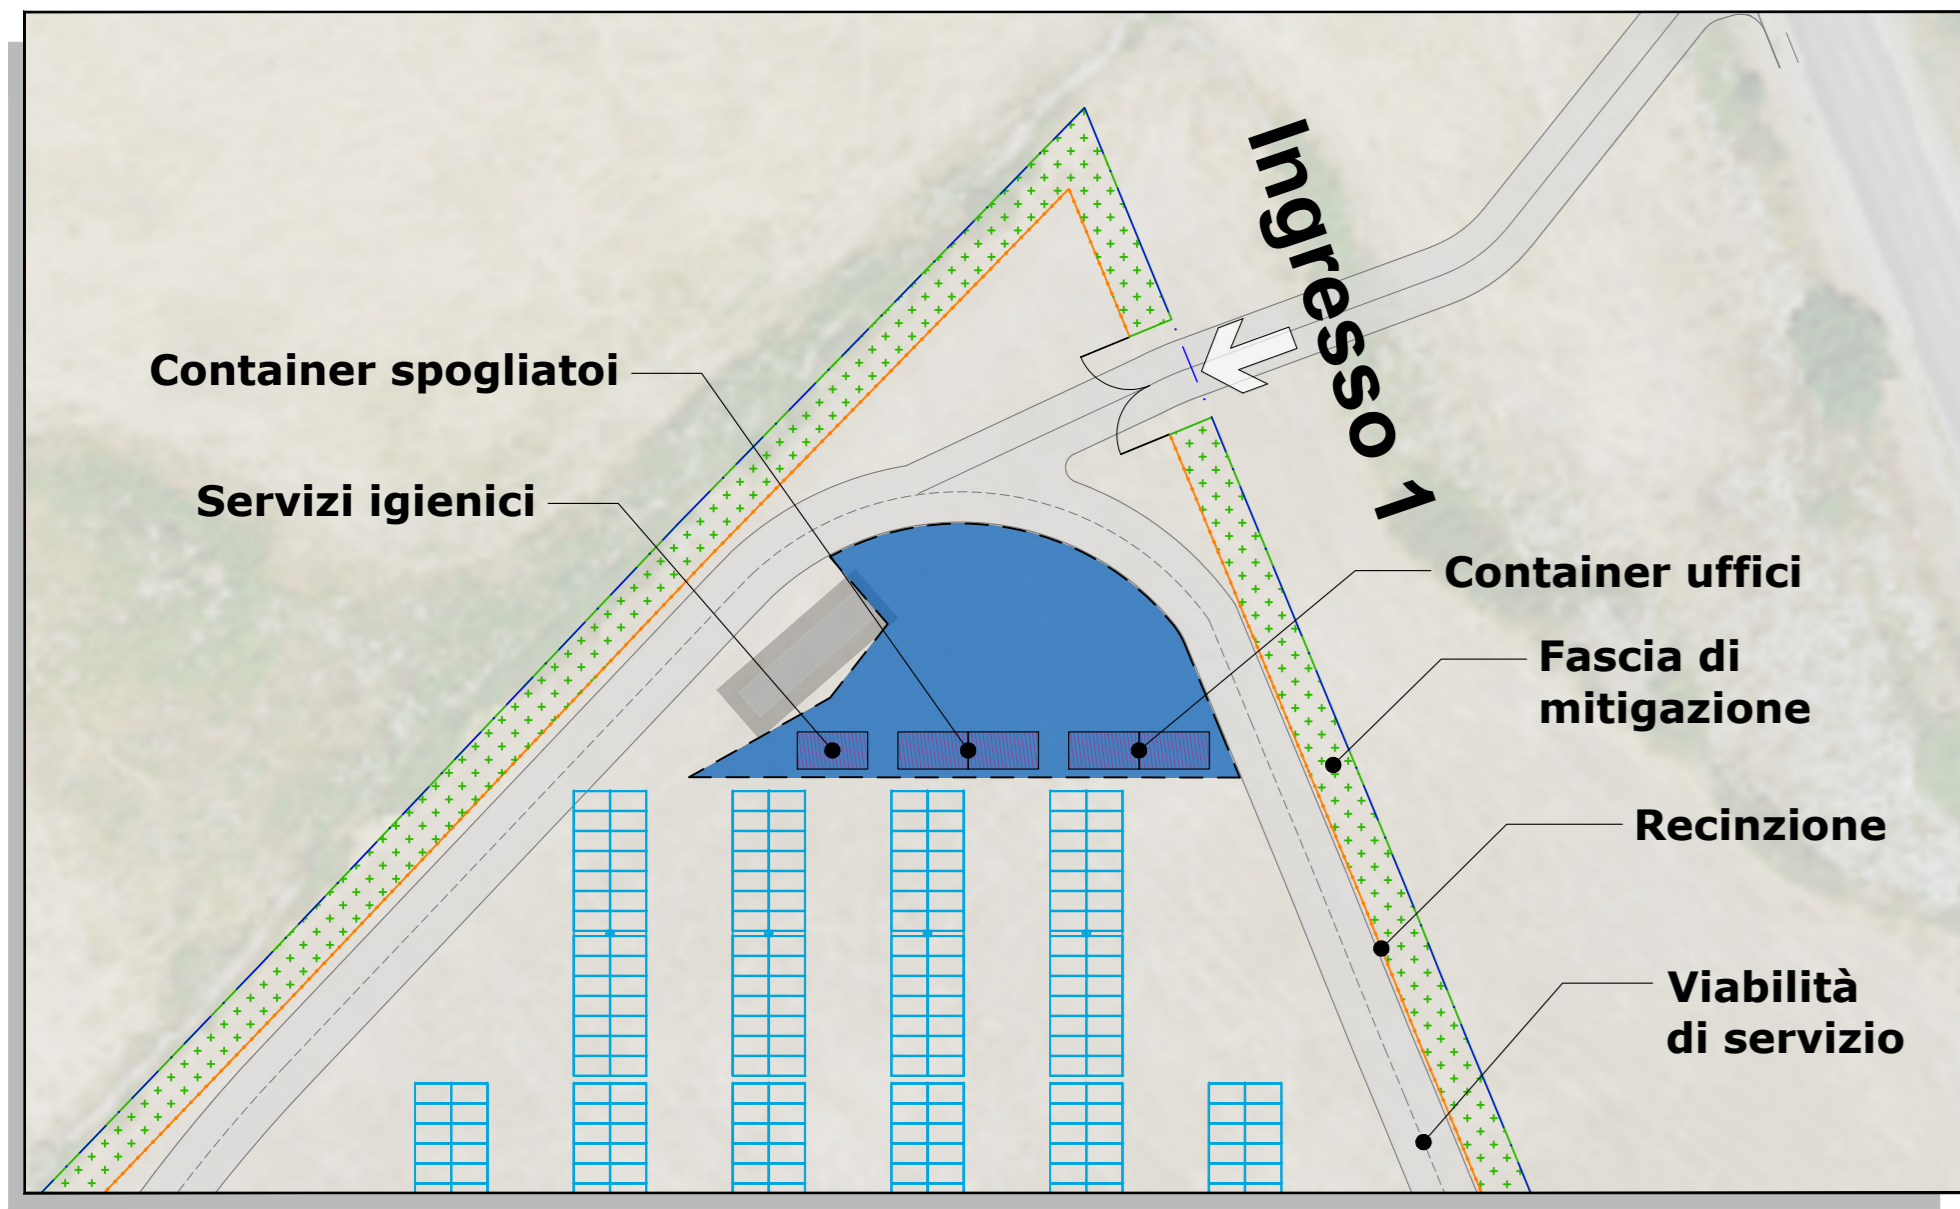 Ingresso 1
Container spogliatoi
Servizi igienici
Container uffici
Fascia di
mitigazione
Recinzione
Viabilità
di servizio